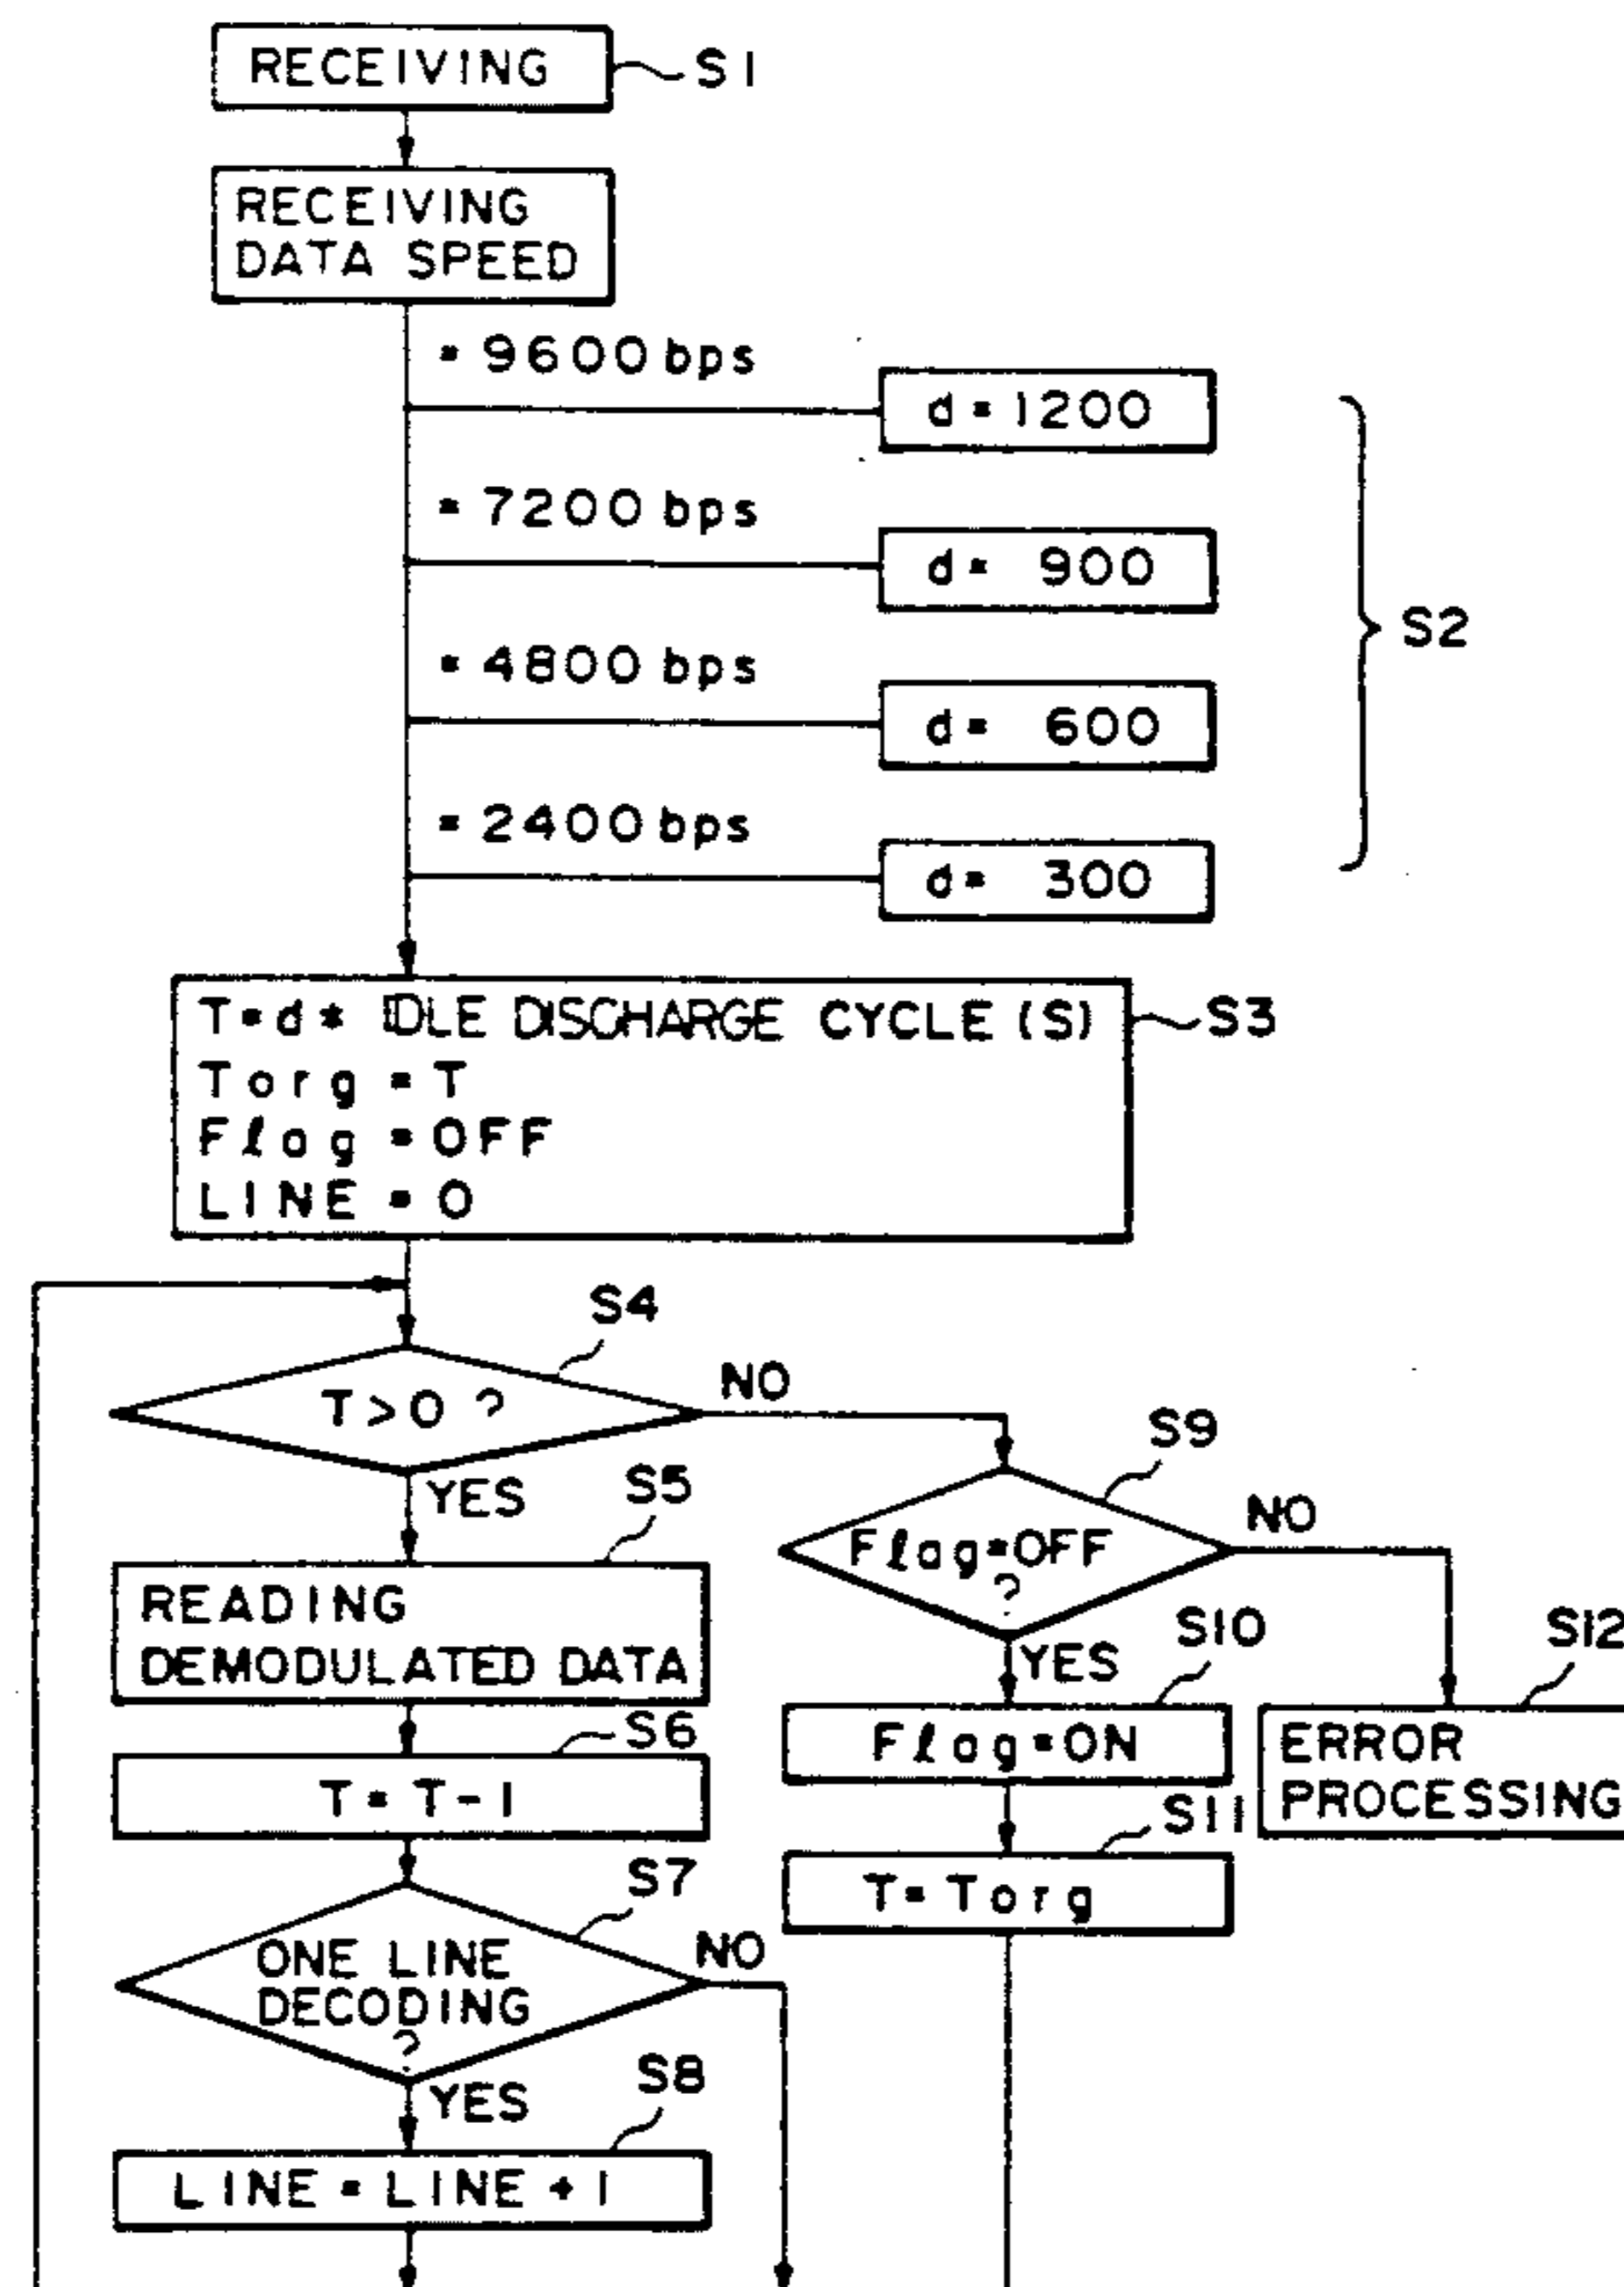 RECEIVING
S1
RECEIVING
DATA SPEED
= 9600 bps
d = 1200
= 7200 bps
d = 900
S2
= 4800 bps
d = 600
= 2400 bps
d = 300
T = d * IDLE DISCHARGE CYCLE (S)
S3
Torg = T
Flag = OFF
LINE = 0
S4
T > 0 ?
NO
S9
YES
S5
Flag = OFF
?
NO
READING
DEMODULATED DATA
YES
S10
S12
S6
Flag = ON
ERROR
PROCESSING
T = T - 1
S11
S7
T = Torg
ONE LINE
DECODING
?
NO
YES
S8
LINE = LINE + 1